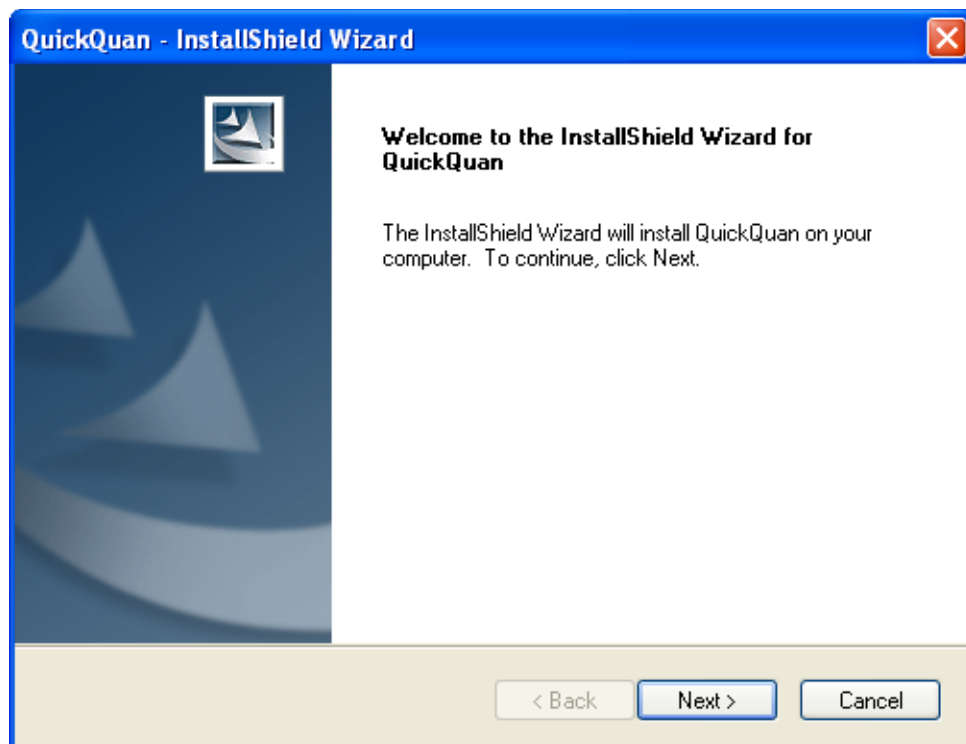 QuickQuan - InstallShield Wizard
Welcome to the InstallShield Wizard for
QuickQuan
The InstallShield Wizard will install QuickQuan on your
computer.  To continue, click Next.
< Back
Next >
Cancel